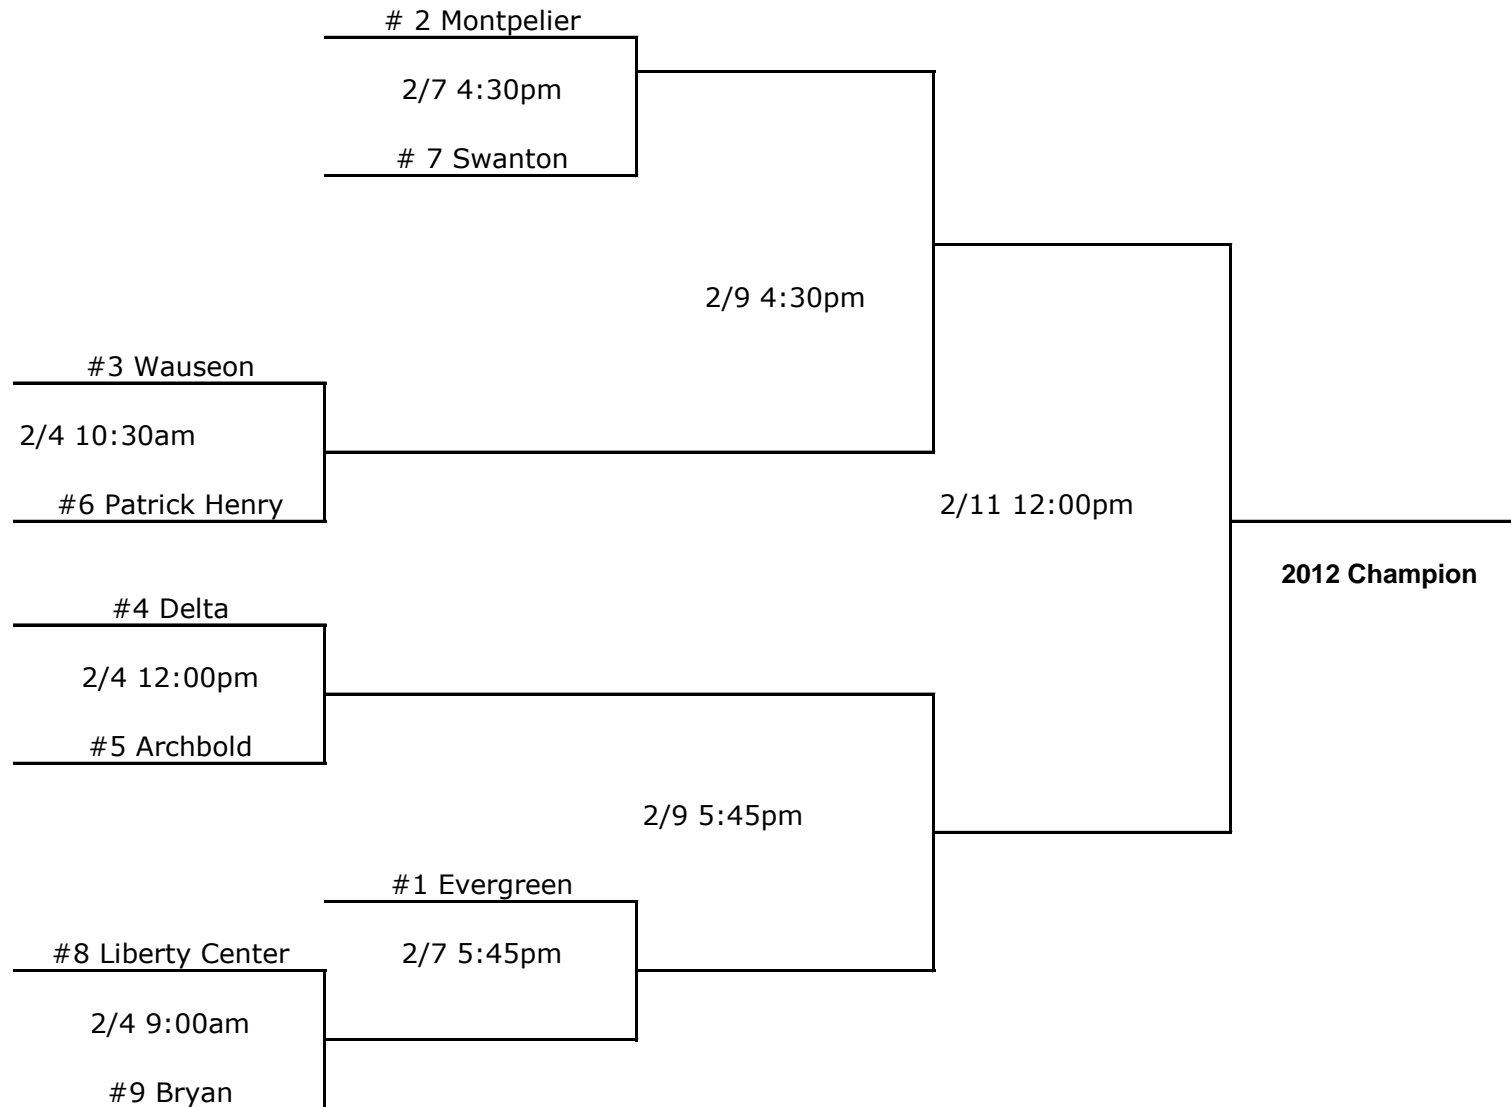 # 2 Montpelier
2/7 4:30pm
# 7 Swanton
2/9 4:30pm
#3 Wauseon
2/4 10:30am
#6 Patrick Henry
2/11 12:00pm
2012 Champion
#4 Delta
2/4 12:00pm
#5 Archbold
2/9 5:45pm
#1 Evergreen
#8 Liberty Center
2/7 5:45pm
2/4 9:00am
#9 Bryan